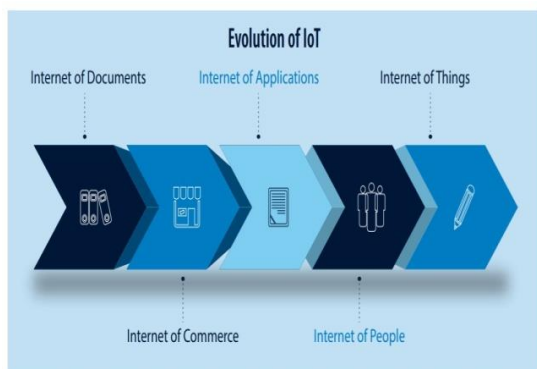 Evolution of IoT
Internet of Documents
Internet of Applications
Internet of Things
Internet of Commerce
Internet of People